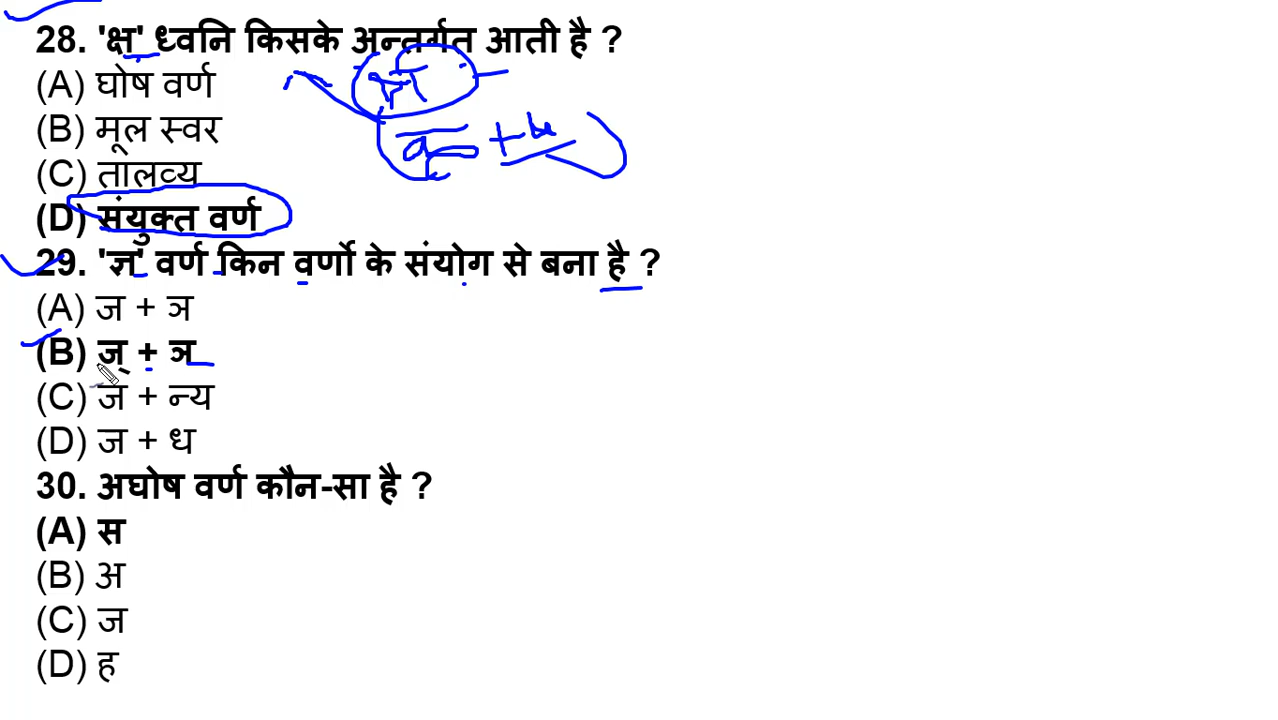 28. 'क्ष' ध्वनि किसके अन्तर्गत आती है ?
(A) घोष वर्ण
(B) मूल स्वर
(C) तालव्य
(D) संयुक्त वर्ण
29. 'ज्ञ' वर्ण किन वर्णो के संयोग से बना है ?
(A) ज + ञ
(B) ज् + ञ
(C) ज + न्य
(D) ज + ध
30. अघोष वर्ण कौन-सा है ?
(A) स
(B) अ
(C) ज
(D) ह